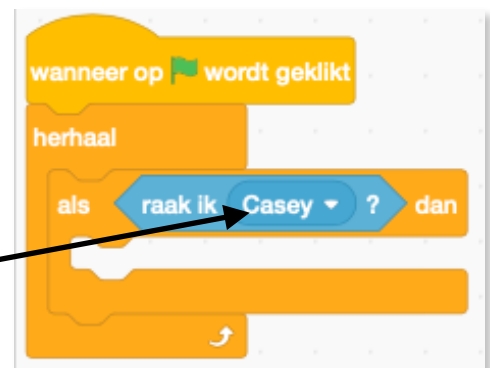 wanneer op wordt geklikt
herhaal
als raak ik Casey ? dan